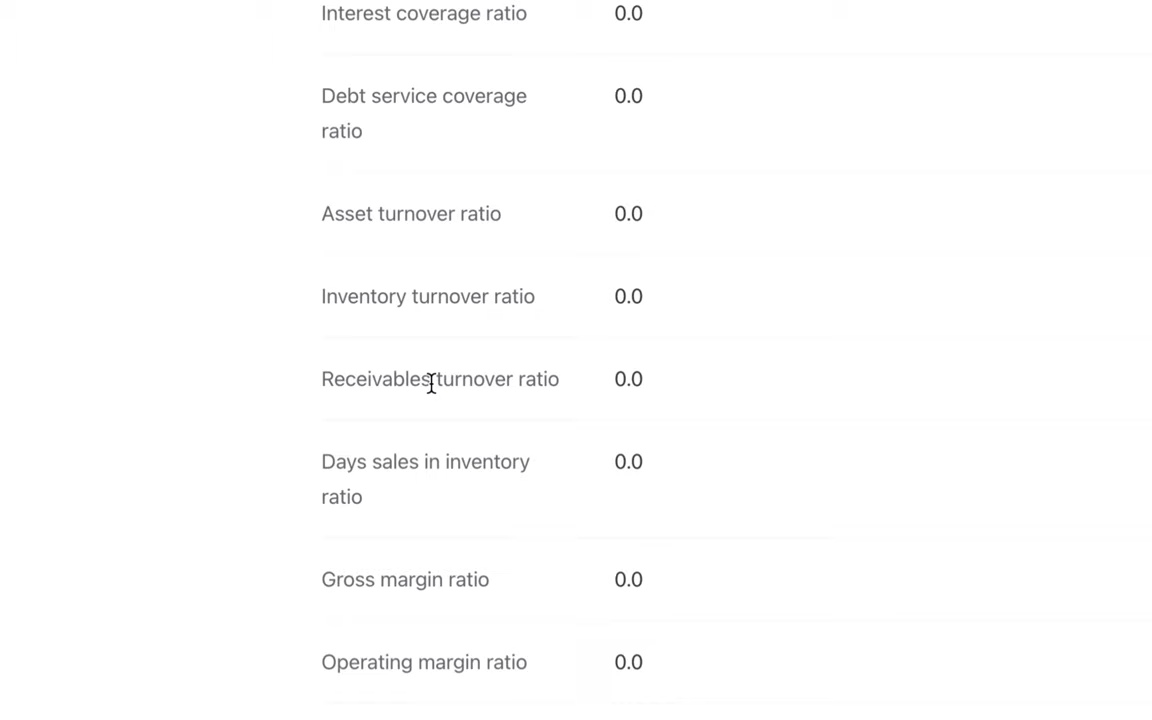 Interest coverage ratio 0.0
Debt service coverage 0.0
ratio
Asset turnover ratio 0.0
Inventory turnover ratio 0.0
Receivables turnover ratio 0.0
Days sales in inventory 0.0
ratio
Gross margin ratio 0.0
Operating margin ratio 0.0